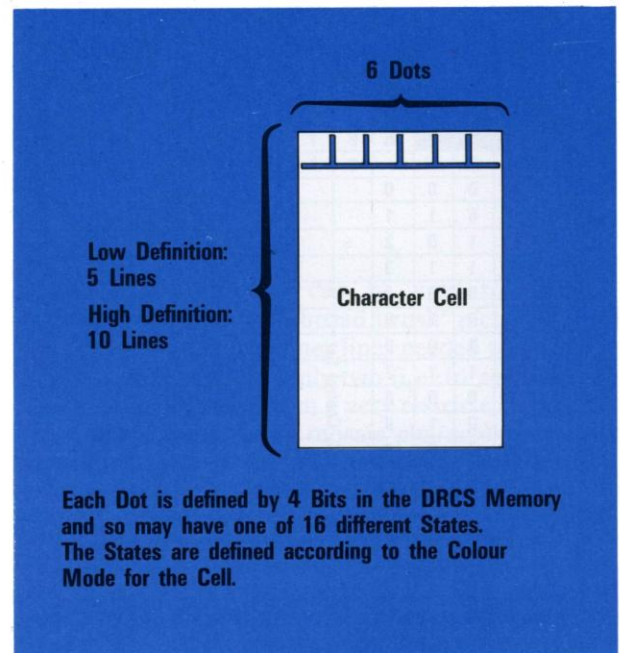 6 Dots
Low Definition:
5 Lines
High Definition:
10 Lines
Character Cell
Each Dot is defined by 4 Bits in the DRCS Memory
and so may have one of 16 different States.
The States are defined according to the Colour
Mode for the Cell.